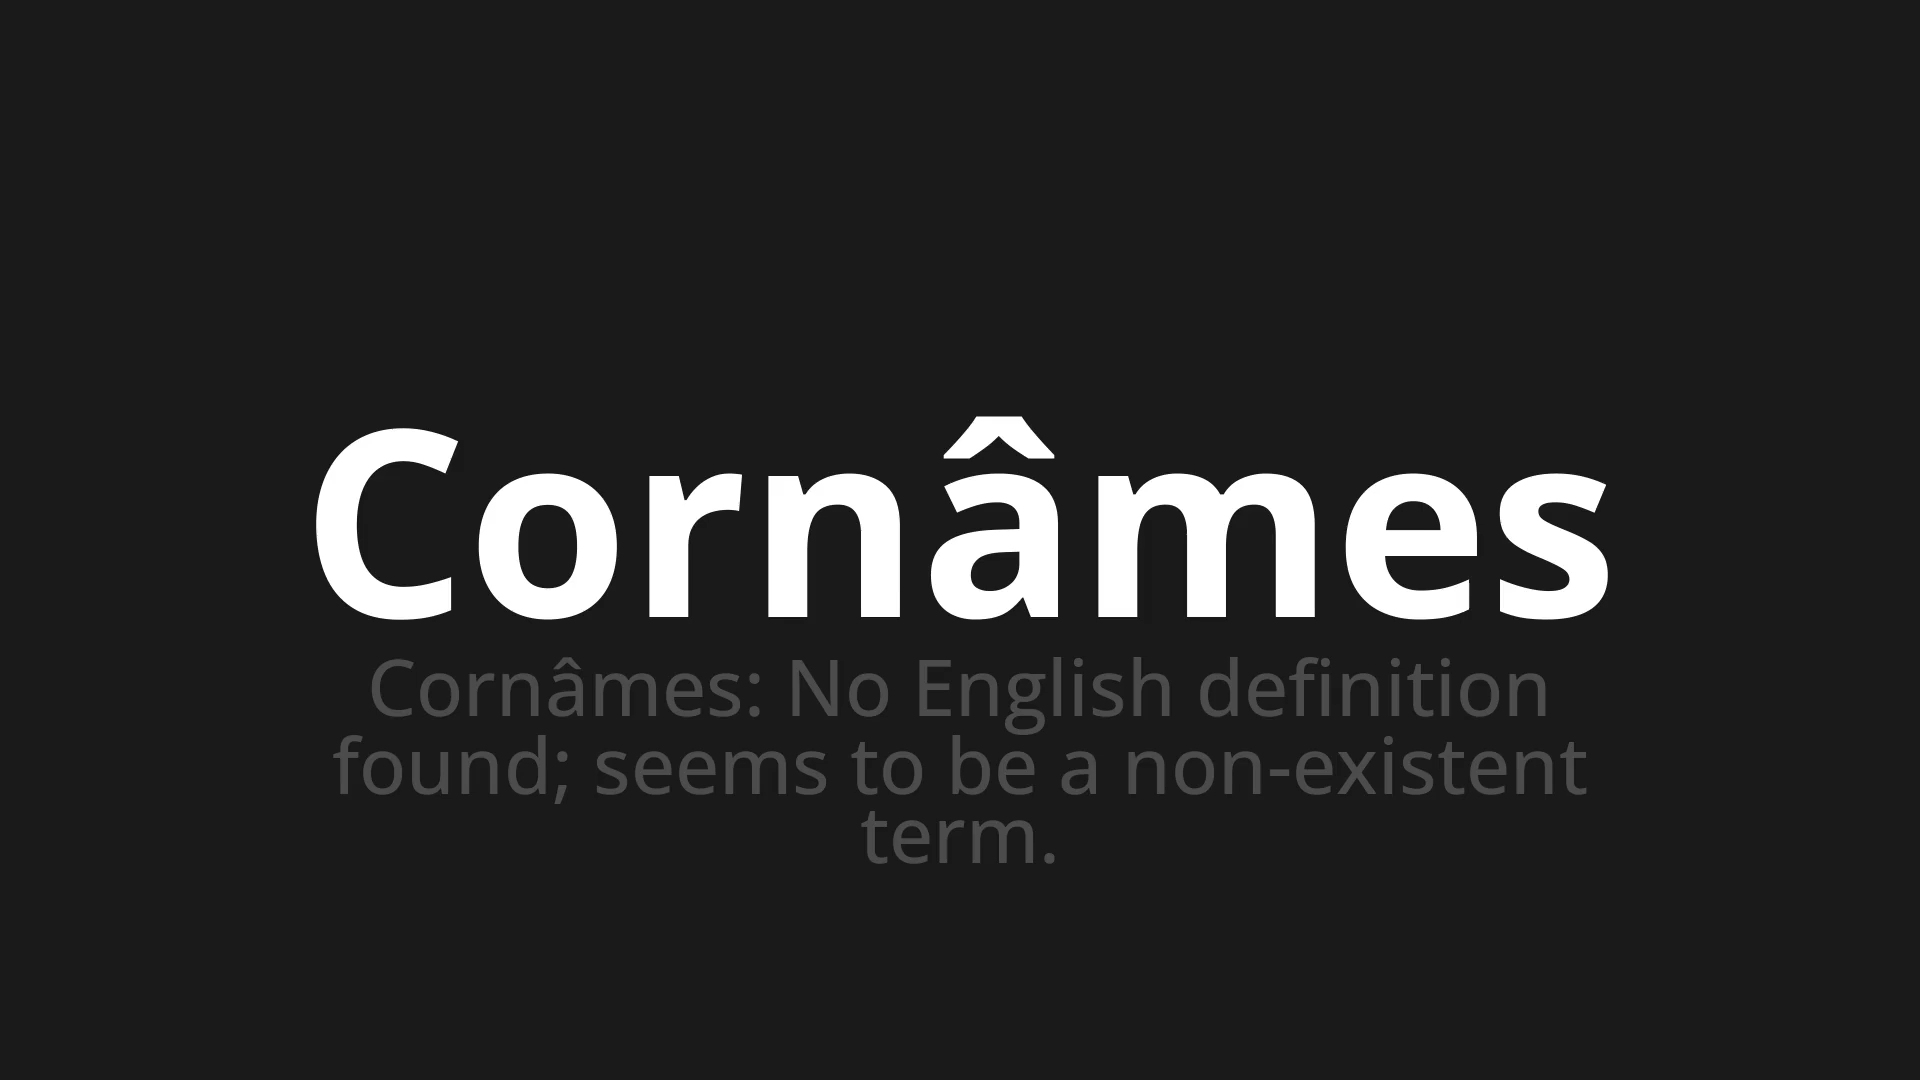 Cornâmes
Cornâmes: No English definition
found; seems to be a non-existent
term.